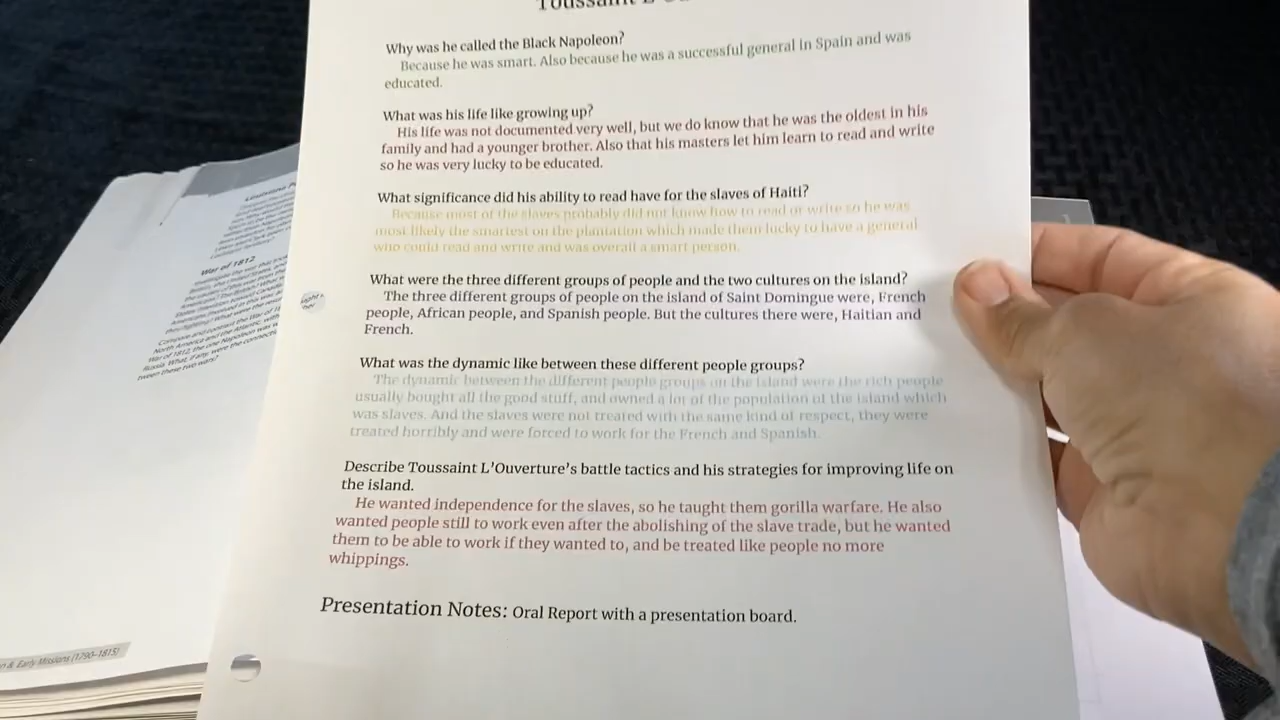 Toussaint L'Ou
Why was he called the Black Napoleon?
Because he was smart. Also because he was a successful general in Spain and was
educated.
What was his life like growing up?
His life was not documented very well, but we do know that he was the oldest in his
family and had a younger brother. Also that his masters let him learn to read and write
so he was very lucky to be educated.
What significance did his ability to read have for the slaves of Haiti?
Because most of the slaves probably did not know how to read or write so he was
most likely the smartest on the plantation which made them lucky to have a general
who could read and write and was overall a smart person.
What were the three different groups of people and the two cultures on the island?
The three different groups of people on the island of Saint Domingue were, French
people, African people, and Spanish people. But the cultures there were, Haitian and
French.
What was the dynamic like between these different people groups?
The dynamic between the different people groups on the island were the rich people
usually bought all the good stuff, and owned a lot of the population of the island which
was slaves. And the slaves were not treated with the same kind of respect, they were
treated horribly and were forced to work for the French and Spanish.
Describe Toussaint L'Ouverture's battle tactics and his strategies for improving life on
the island.
He wanted independence for the slaves, so he taught them gorilla warfare. He also
wanted people still to work even after the abolishing of the slave trade, but he wanted
them to be able to work if they wanted to, and be treated like people no more
whippings.
Presentation Notes: Oral Report with a presentation board.
War of 1812
& Early Missions (1790–1815)